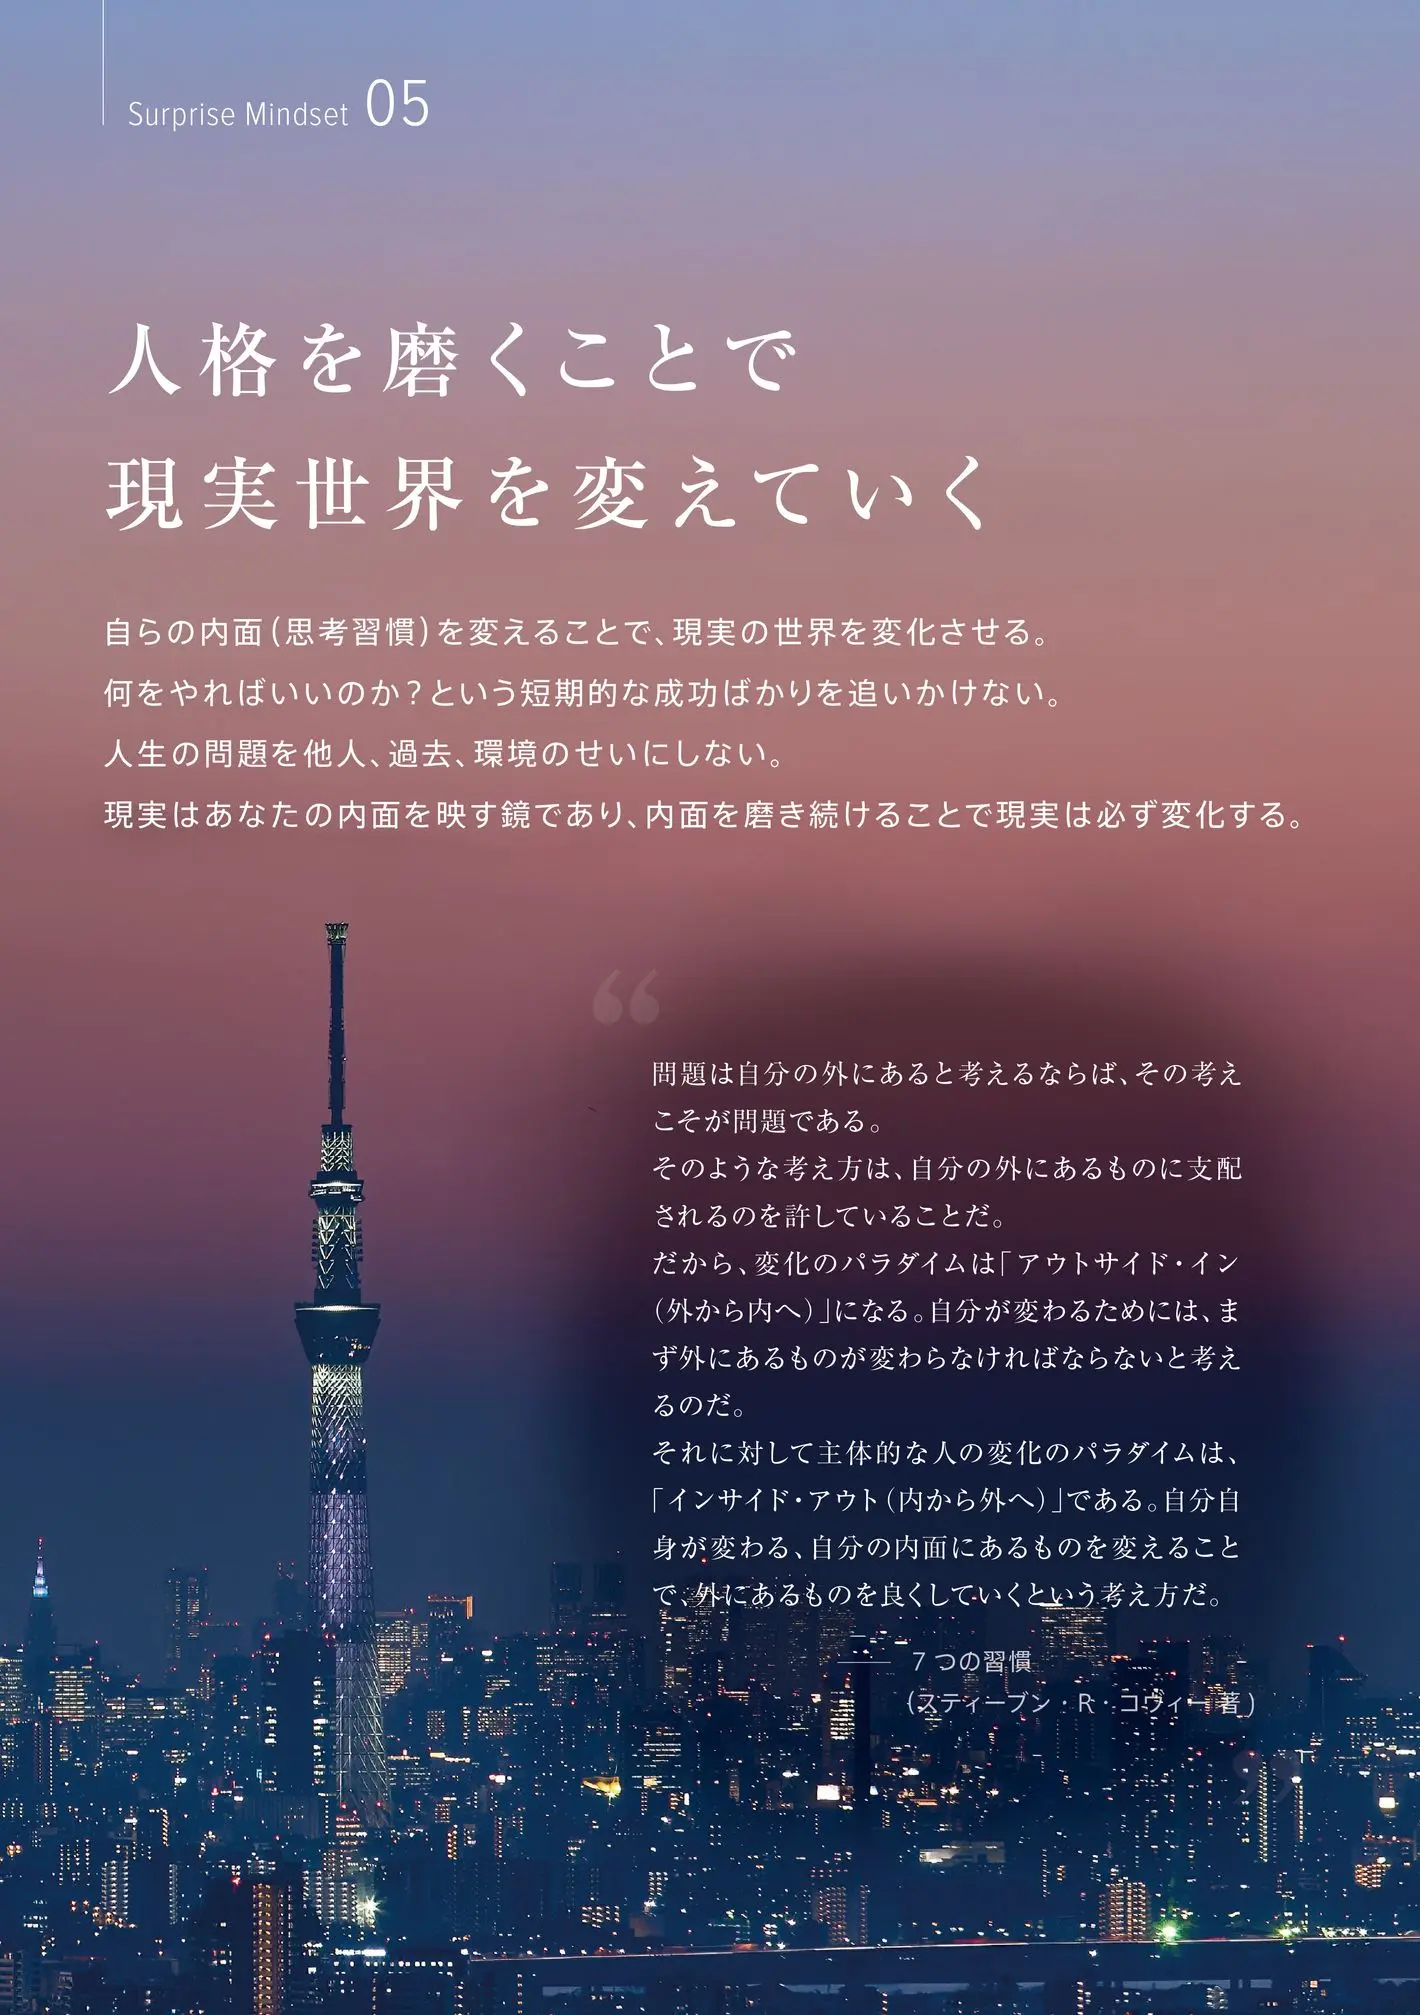 Surprise Mindset 05
人格を磨くことで
現実世界を変えていく
自らの内面(思考習慣)を変えることで、現実の世界を変化させる。
何をやればいいのか？という短期的な成功ばかりを追いかけない。
人生の問題を他人、過去、環境のせいにしない。
現実はあなたの内面を映す鏡であり、内面を磨き続けることで現実は必ず変化する。
“
問題は自分の外にあると考えるならば、その考え
こそが問題である。
そのような考え方は、自分の外にあるものに支配
されるのを許していることだ。
だから、変化のパラダイムは「アウトサイド・イン
(外から内へ)」になる。自分が変わるためには、ま
ず外にあるものが変わらなければならないと考え
るのだ。
それに対して主体的な人の変化のパラダイムは、
「インサイド・アウト(内から外へ)」である。自分自
身が変わる、自分の内面にあるものを変えること
で、外にあるものを良くしていくという考え方だ。
—— 7つの習慣
(スティーブン・R・コヴィー 著)
”